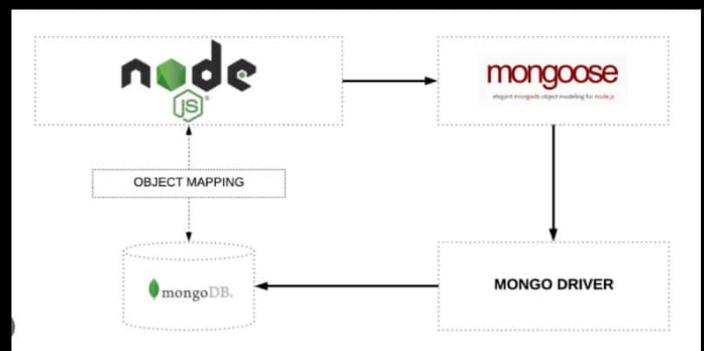 node
JS
mongoose
elegant mongodb object modeling for node.js
OBJECT MAPPING
mongoDB.
MONGO DRIVER